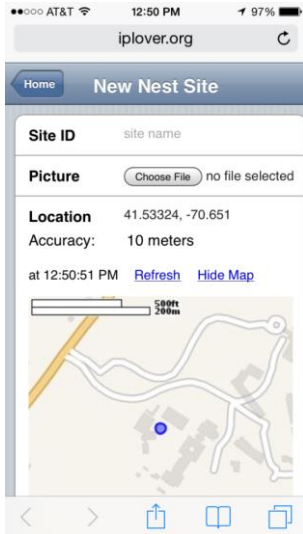 AT&T 12:50 PM 97%
iplover.org
Home New Nest Site
Site ID site name
Picture Choose File no file selected
Location 41.53324, -70.651
Accuracy: 10 meters
at 12:50:51 PM Refresh Hide Map
500ft
200m